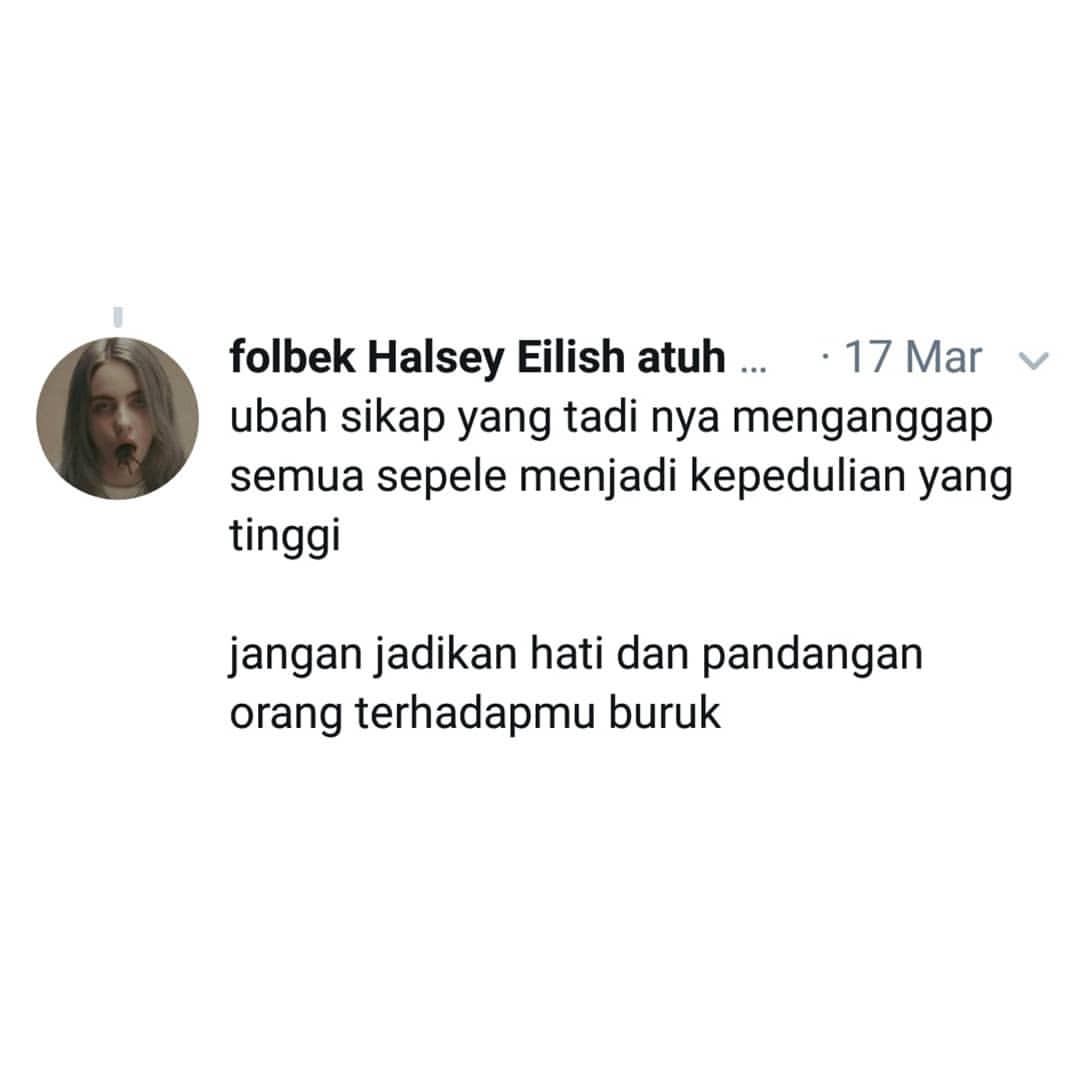 folbek Halsey Eilish atuh ... · 17 Mar
ubah sikap yang tadi nya menganggap
semua sepele menjadi kepedulian yang
tinggi
jangan jadikan hati dan pandangan
orang terhadapmu buruk